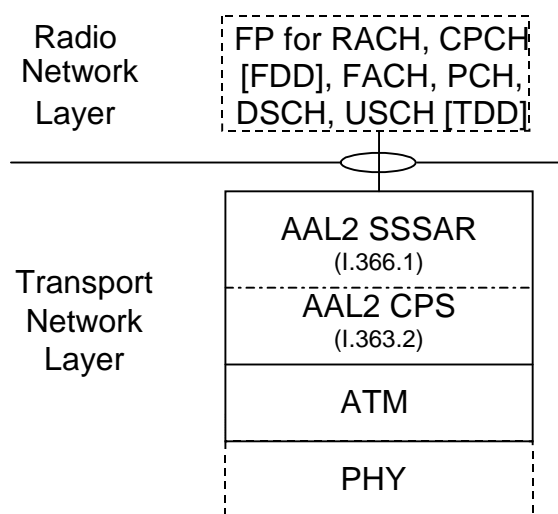 Radio
Network
Layer
FP for RACH, CPCH
[FDD], FACH, PCH,
DSCH, USCH [TDD]
Transport
Network
Layer
AAL2 SSSAR
(I.366.1)
AAL2 CPS
(I.363.2)
ATM
PHY